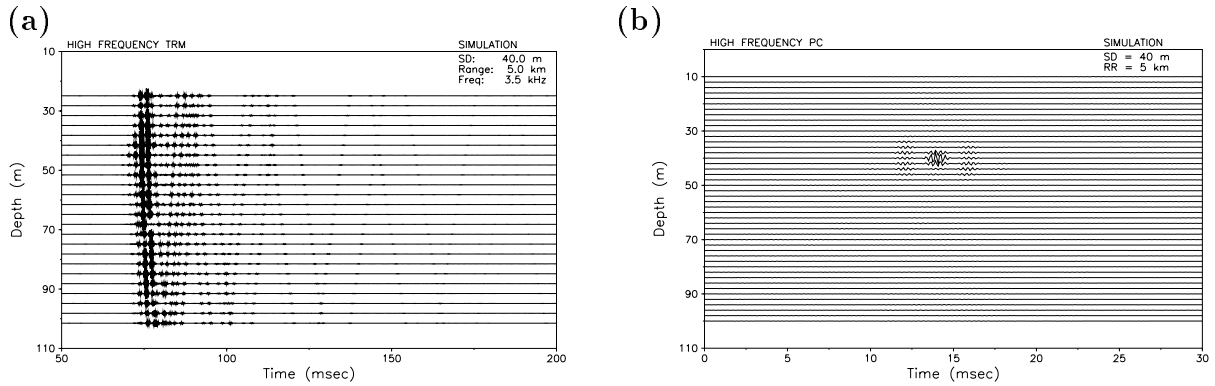 (a)
HIGH FREQUENCY TRM SIMULATION
SD: 40.0 m
Range: 5.0 km
Freq: 3.5 kHz
10
30
50
70
90
110
Depth (m)
50 75 100 150 200
Time (msec)
(b)
HIGH FREQUENCY PC SIMULATION
SD = 40 m
RR = 5 km
10
30
50
70
90
110
Depth (m)
0 5 10 15 20 25 30
Time (msec)